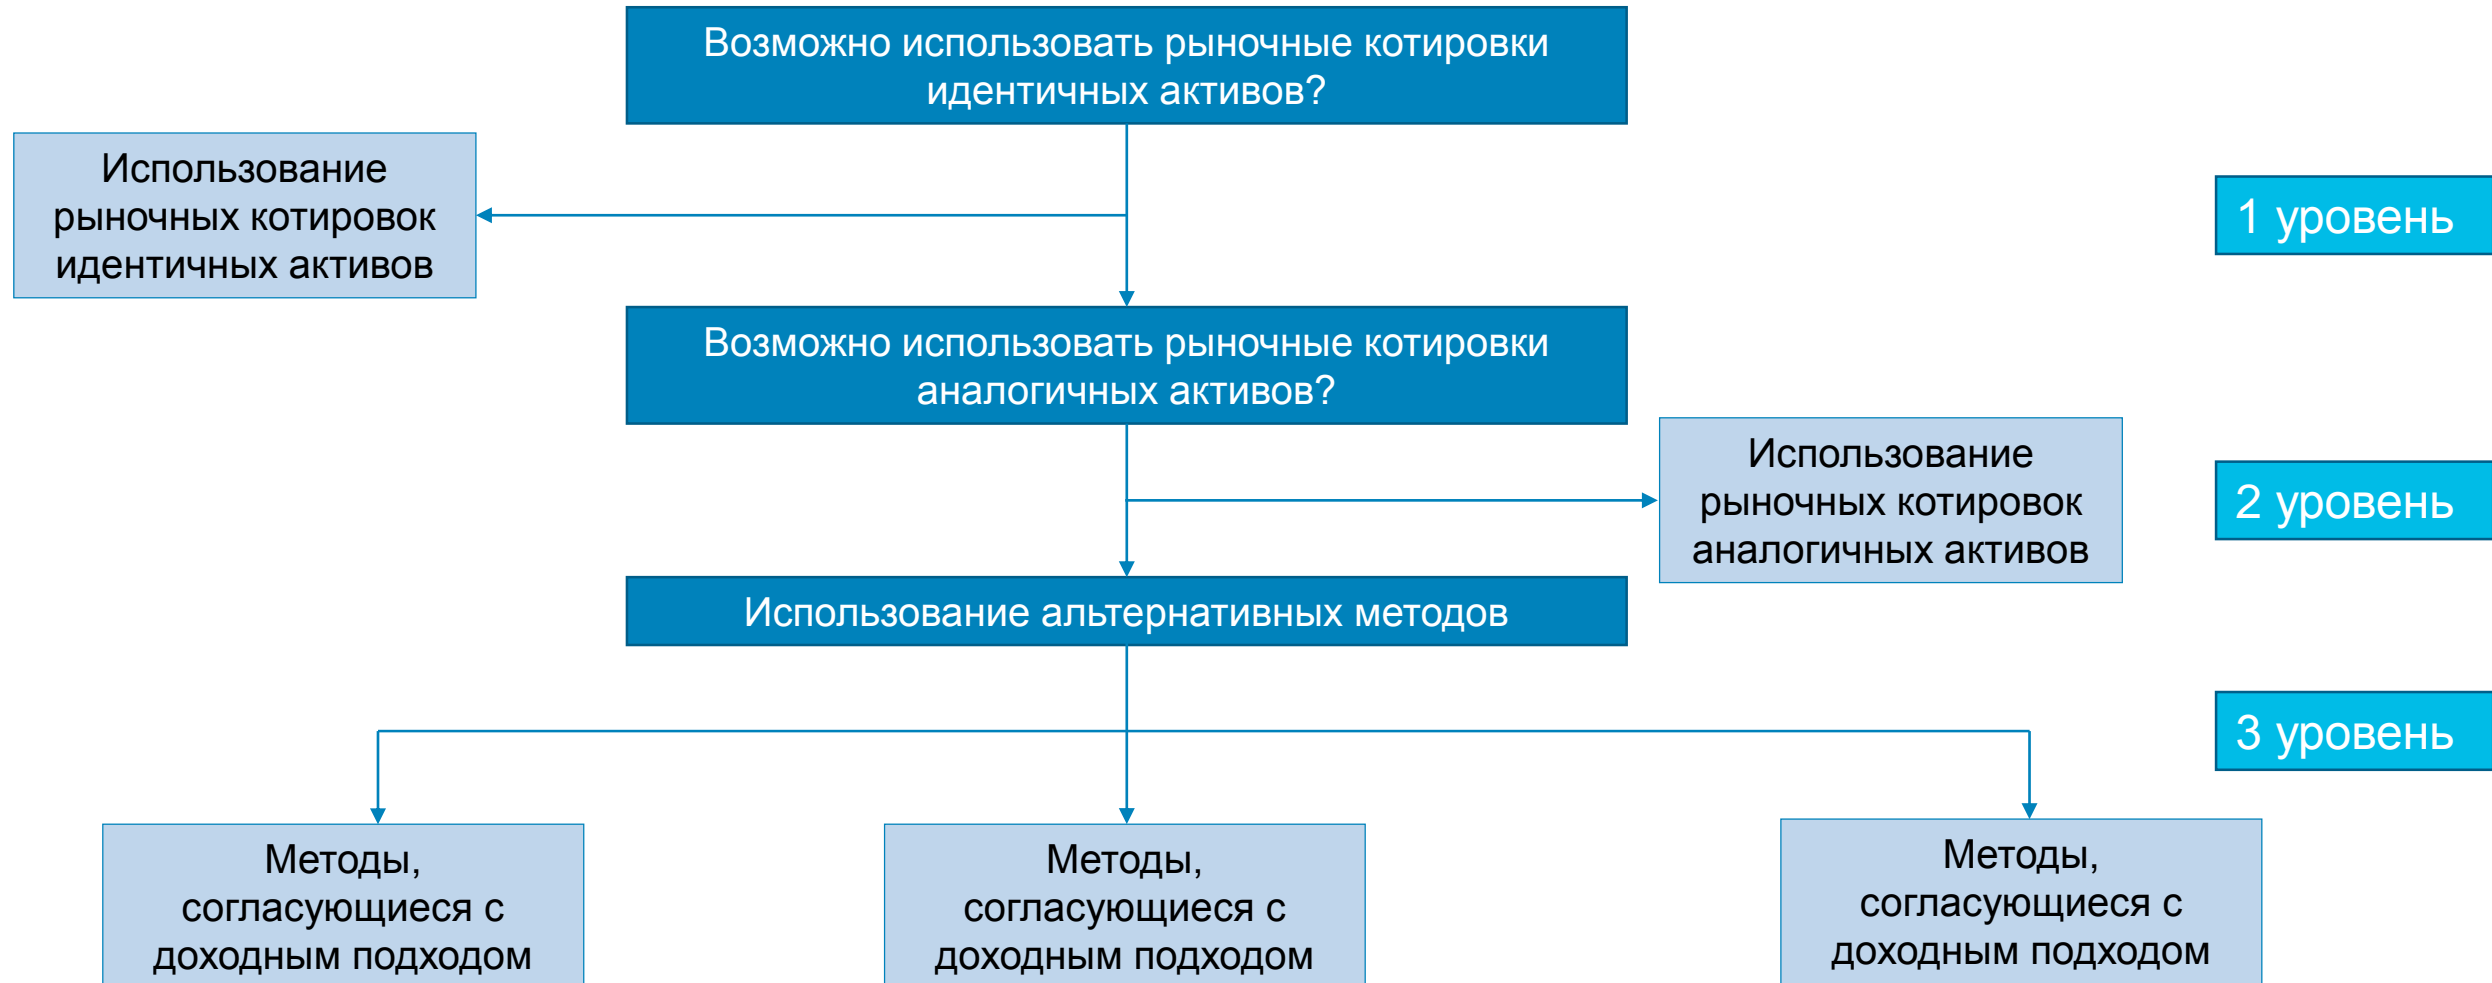 Возможно использовать рыночные котировки
идентичных активов?
Использование
рыночных котировок
идентичных активов
1 уровень
Возможно использовать рыночные котировки
аналогичных активов?
Использование
рыночных котировок
аналогичных активов
2 уровень
Использование альтернативных методов
3 уровень
Методы,
согласующиеся с
доходным подходом
Методы,
согласующиеся с
доходным подходом
Методы,
согласующиеся с
доходным подходом